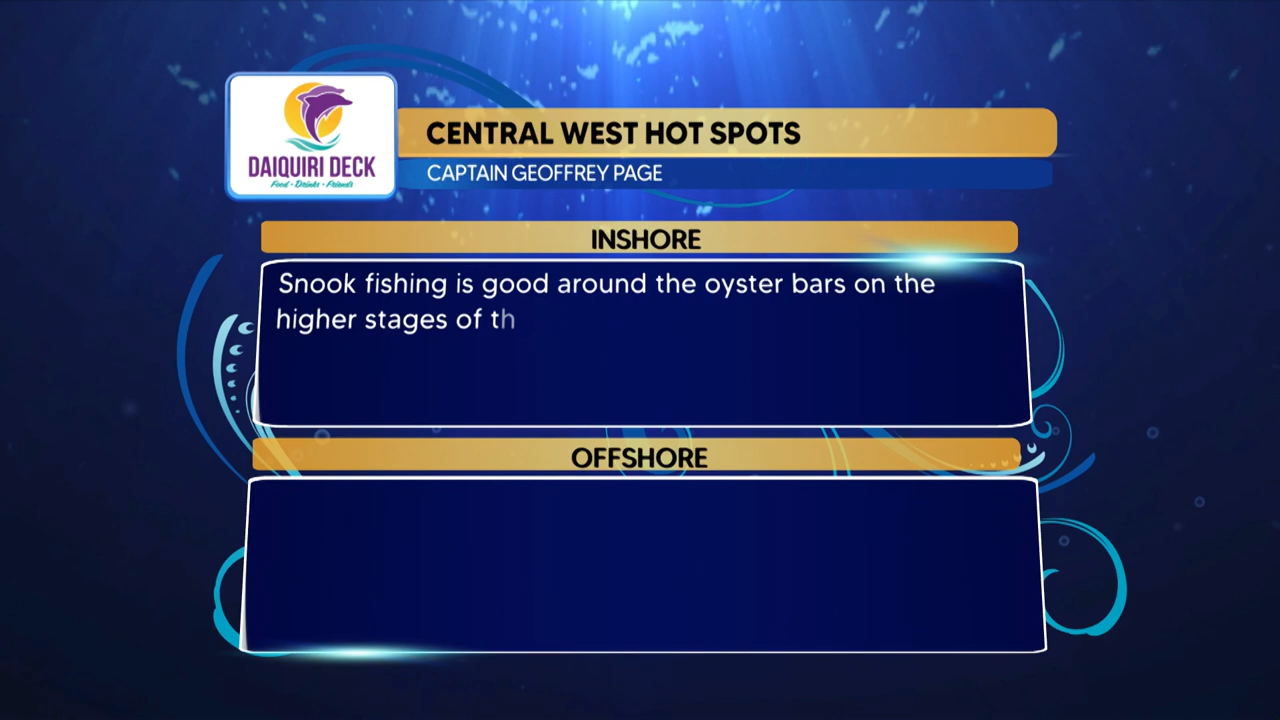 DAIQUIRI DECK
Food • Drinks • Friends
CENTRAL WEST HOT SPOTS
CAPTAIN GEOFFREY PAGE
INSHORE
Snook fishing is good around the oyster bars on the
higher stages of th
OFFSHORE